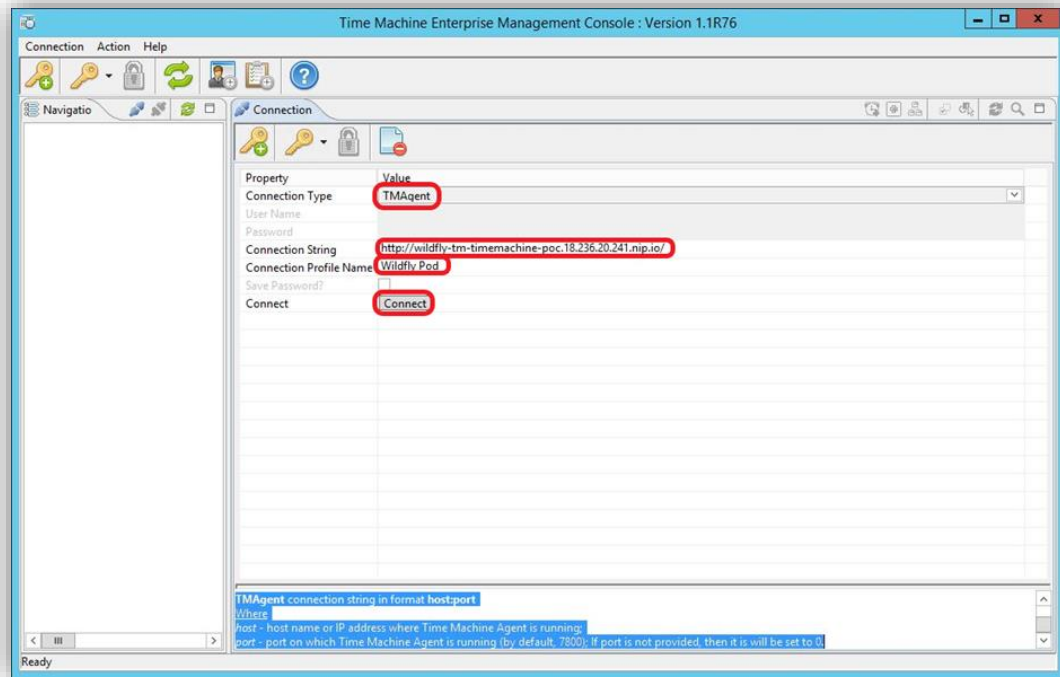 Time Machine Enterprise Management Console : Version 1.1R76
Connection Action Help
Navigatio
Connection
Property Value
Connection Type TMAgent
User Name
Password
Connection String http://wildfly-tm-timemachine-poc.18.236.20.241.nip.io/
Connection Profile Name Wildfly Pod
Save Password?
Connect Connect
TMAgent connection string in format host:port
Where
host - host name or IP address where Time Machine Agent is running;
port - port on which Time Machine Agent is running (by default, 7800); If port is not provided, then it is will be set to 0.
Ready